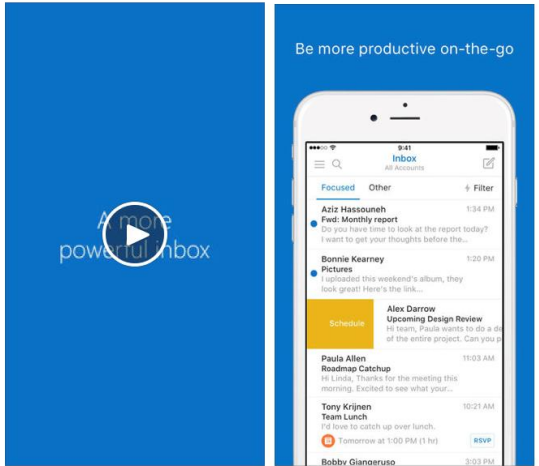 A more
powerful inbox
Be more productive on-the-go
9:41
Inbox
All Accounts
Focused Other Filter
Aziz Hassouneh 1:34 PM
Fwd: Monthly report
Do you have time to look at the report today?
I want to get your thoughts before the...
Bonnie Kearney 1:20 PM
Pictures
I uploaded this weekend's album, they
look great! Here's the link...
Schedule
Alex Darrow
Upcoming Design Review
Hi team, Paula wants to do a de
of the entire project. Can you p
Paula Allen 11:03 AM
Roadmap Catchup
Hi Linda, Thanks for the meeting this
morning. Excited to see what your...
Tony Krijnen 10:21 AM
Team Lunch
I'd love to catch up over lunch.
Tomorrow at 1:00 PM (1 hr) RSVP
Bobby Giangeruso 3:03 PM